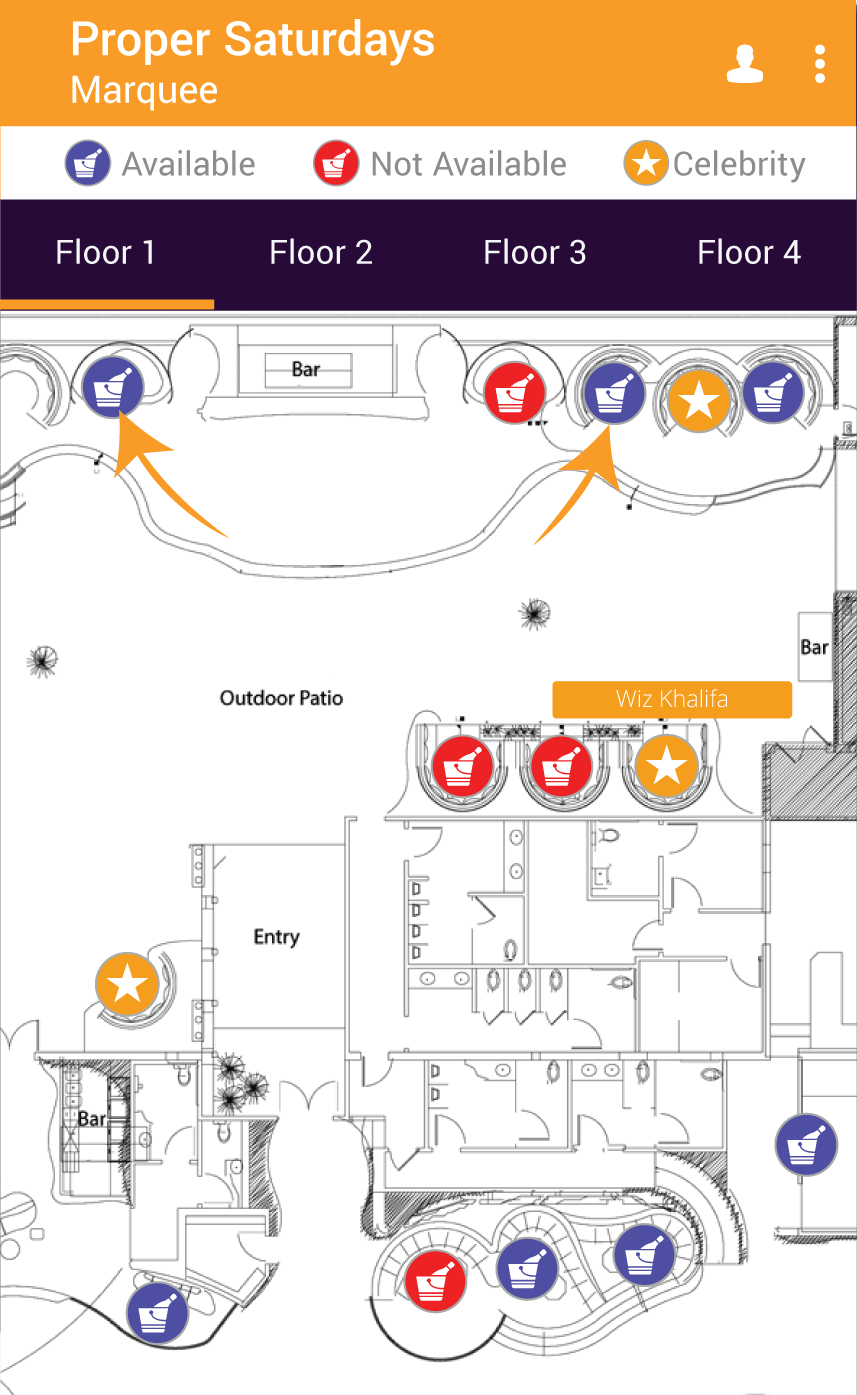 Proper Saturdays
Marquee
Available
Not Available
Celebrity
Floor 1
Floor 2
Floor 3
Floor 4
Bar
Bar
Outdoor Patio
Wiz Khalifa
Entry
Bar